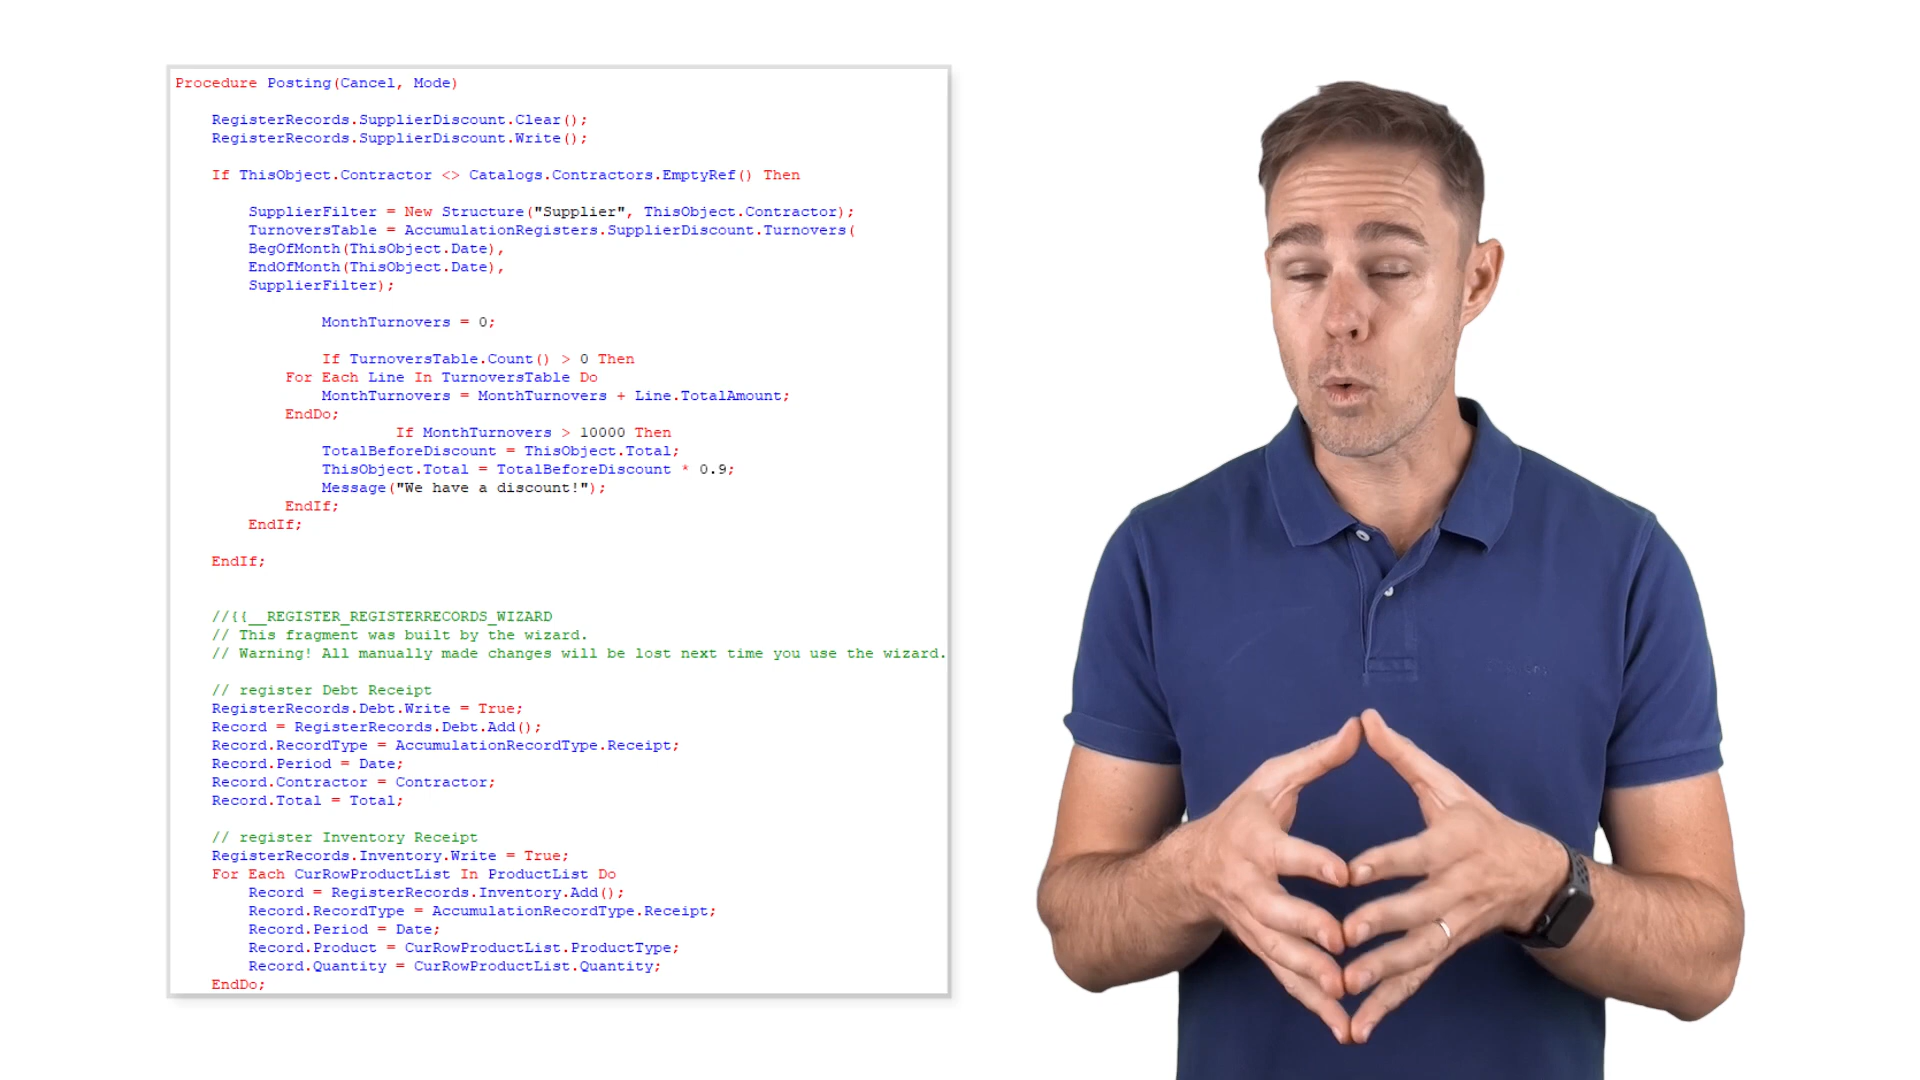 Procedure Posting(Cancel, Mode)
RegisterRecords.SupplierDiscount.Clear();
RegisterRecords.SupplierDiscount.Write();
If ThisObject.Contractor <> Catalogs.Contractors.EmptyRef() Then
SupplierFilter = New Structure("Supplier", ThisObject.Contractor);
TurnoversTable = AccumulationRegisters.SupplierDiscount.Turnovers(
BegOfMonth(ThisObject.Date),
EndOfMonth(ThisObject.Date),
SupplierFilter);
MonthTurnovers = 0;
If TurnoversTable.Count() > 0 Then
For Each Line In TurnoversTable Do
MonthTurnovers = MonthTurnovers + Line.TotalAmount;
EndDo;
If MonthTurnovers > 10000 Then
TotalBeforeDiscount = ThisObject.Total;
ThisObject.Total = TotalBeforeDiscount * 0.9;
Message("We have a discount!");
EndIf;
EndIf;
EndIf;
//{{__REGISTER_REGISTERRECORDS_WIZARD
// This fragment was built by the wizard.
// Warning! All manually made changes will be lost next time you use the wizard.
// register Debt Receipt
RegisterRecords.Debt.Write = True;
Record = RegisterRecords.Debt.Add();
Record.RecordType = AccumulationRecordType.Receipt;
Record.Period = Date;
Record.Contractor = Contractor;
Record.Total = Total;
// register Inventory Receipt
RegisterRecords.Inventory.Write = True;
For Each CurRowProductList In ProductList Do
Record = RegisterRecords.Inventory.Add();
Record.RecordType = AccumulationRecordType.Receipt;
Record.Period = Date;
Record.Product = CurRowProductList.ProductType;
Record.Quantity = CurRowProductList.Quantity;
EndDo;